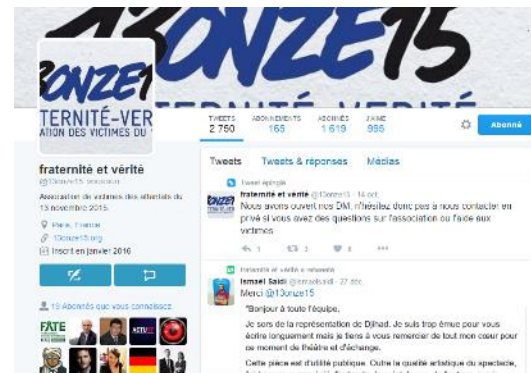 13ONZE15
FRATERNITÉ-VERITÉ
ONZE1
TERNITÉ-VER
ATION DES VICTIMES DU
TWEETS ABONNEMENTS ABONNÉS J'AIME
2 750 165 1 619 995
Abonné
fraternité et vérité
@13onze15 vous suit
Association de victimes des attentats du
13 novembre 2015.
Paris, France
13onze15.org
Inscrit en janvier 2016
19 Abonnés que vous connaissez
FATE
Tweets Tweets & réponses Médias
Tweet épinglé
fraternité et vérité @13onze15 · 14 oct.
Nous avons ouvert nos DM, n'hésitez donc pas à nous contacter en
privé si vous avez des questions sur l'association ou l'aide aux
victimes
fraternité et vérité a retweeté
Ismaël Saidi @ismaelsaidi · 27 déc.
Merci @13onze15
"Bonjour à toute l'équipe,
Je sors de la représentation de Djihad. Je suis trop émue pour vous
écrire longuement mais je tiens à vous remercier de tout mon cœur pour
ce moment de théâtre et d'échange.
Cette pièce est d'utilité publique. Outre la qualité artistique du spectacle,